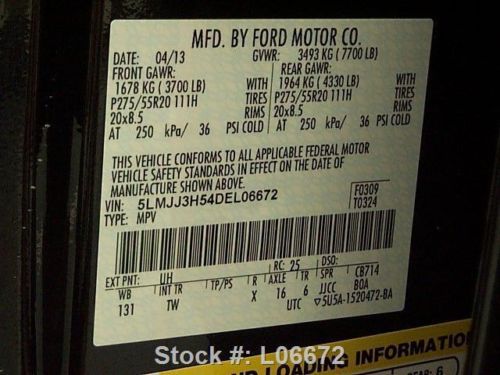 MFD. BY FORD MOTOR CO.
DATE: 04/13 GVWR: 3493 KG (7700 LB)
FRONT GAWR: REAR GAWR:
1678 KG (3700 LB) WITH 1964 KG (4330 LB) WITH
P275/55R20 111H TIRES P275/55R20 111H TIRES
20x8.5 RIMS 20x8.5 RIMS
AT 250 kPa/ 36 PSI COLD AT 250 kPa/ 36 PSI COLD
THIS VEHICLE CONFORMS TO ALL APPLICABLE FEDERAL MOTOR
VEHICLE SAFETY STANDARDS IN EFFECT ON THE DATE OF
MANUFACTURE SHOWN ABOVE.
VIN: 5LMJJ3H54DEL06672 F0309
TYPE: MPV T0324
EXT PNT: UH RC: 25 DSO:
WB INT TR TP/PS R AXLE TR SPR CB714
131 TW X 16 6 JJCC BOA
UTC ▽5U5A-1520472-BA
Stock #: L06672
AND LOADING INFORMATION
REAR: 6